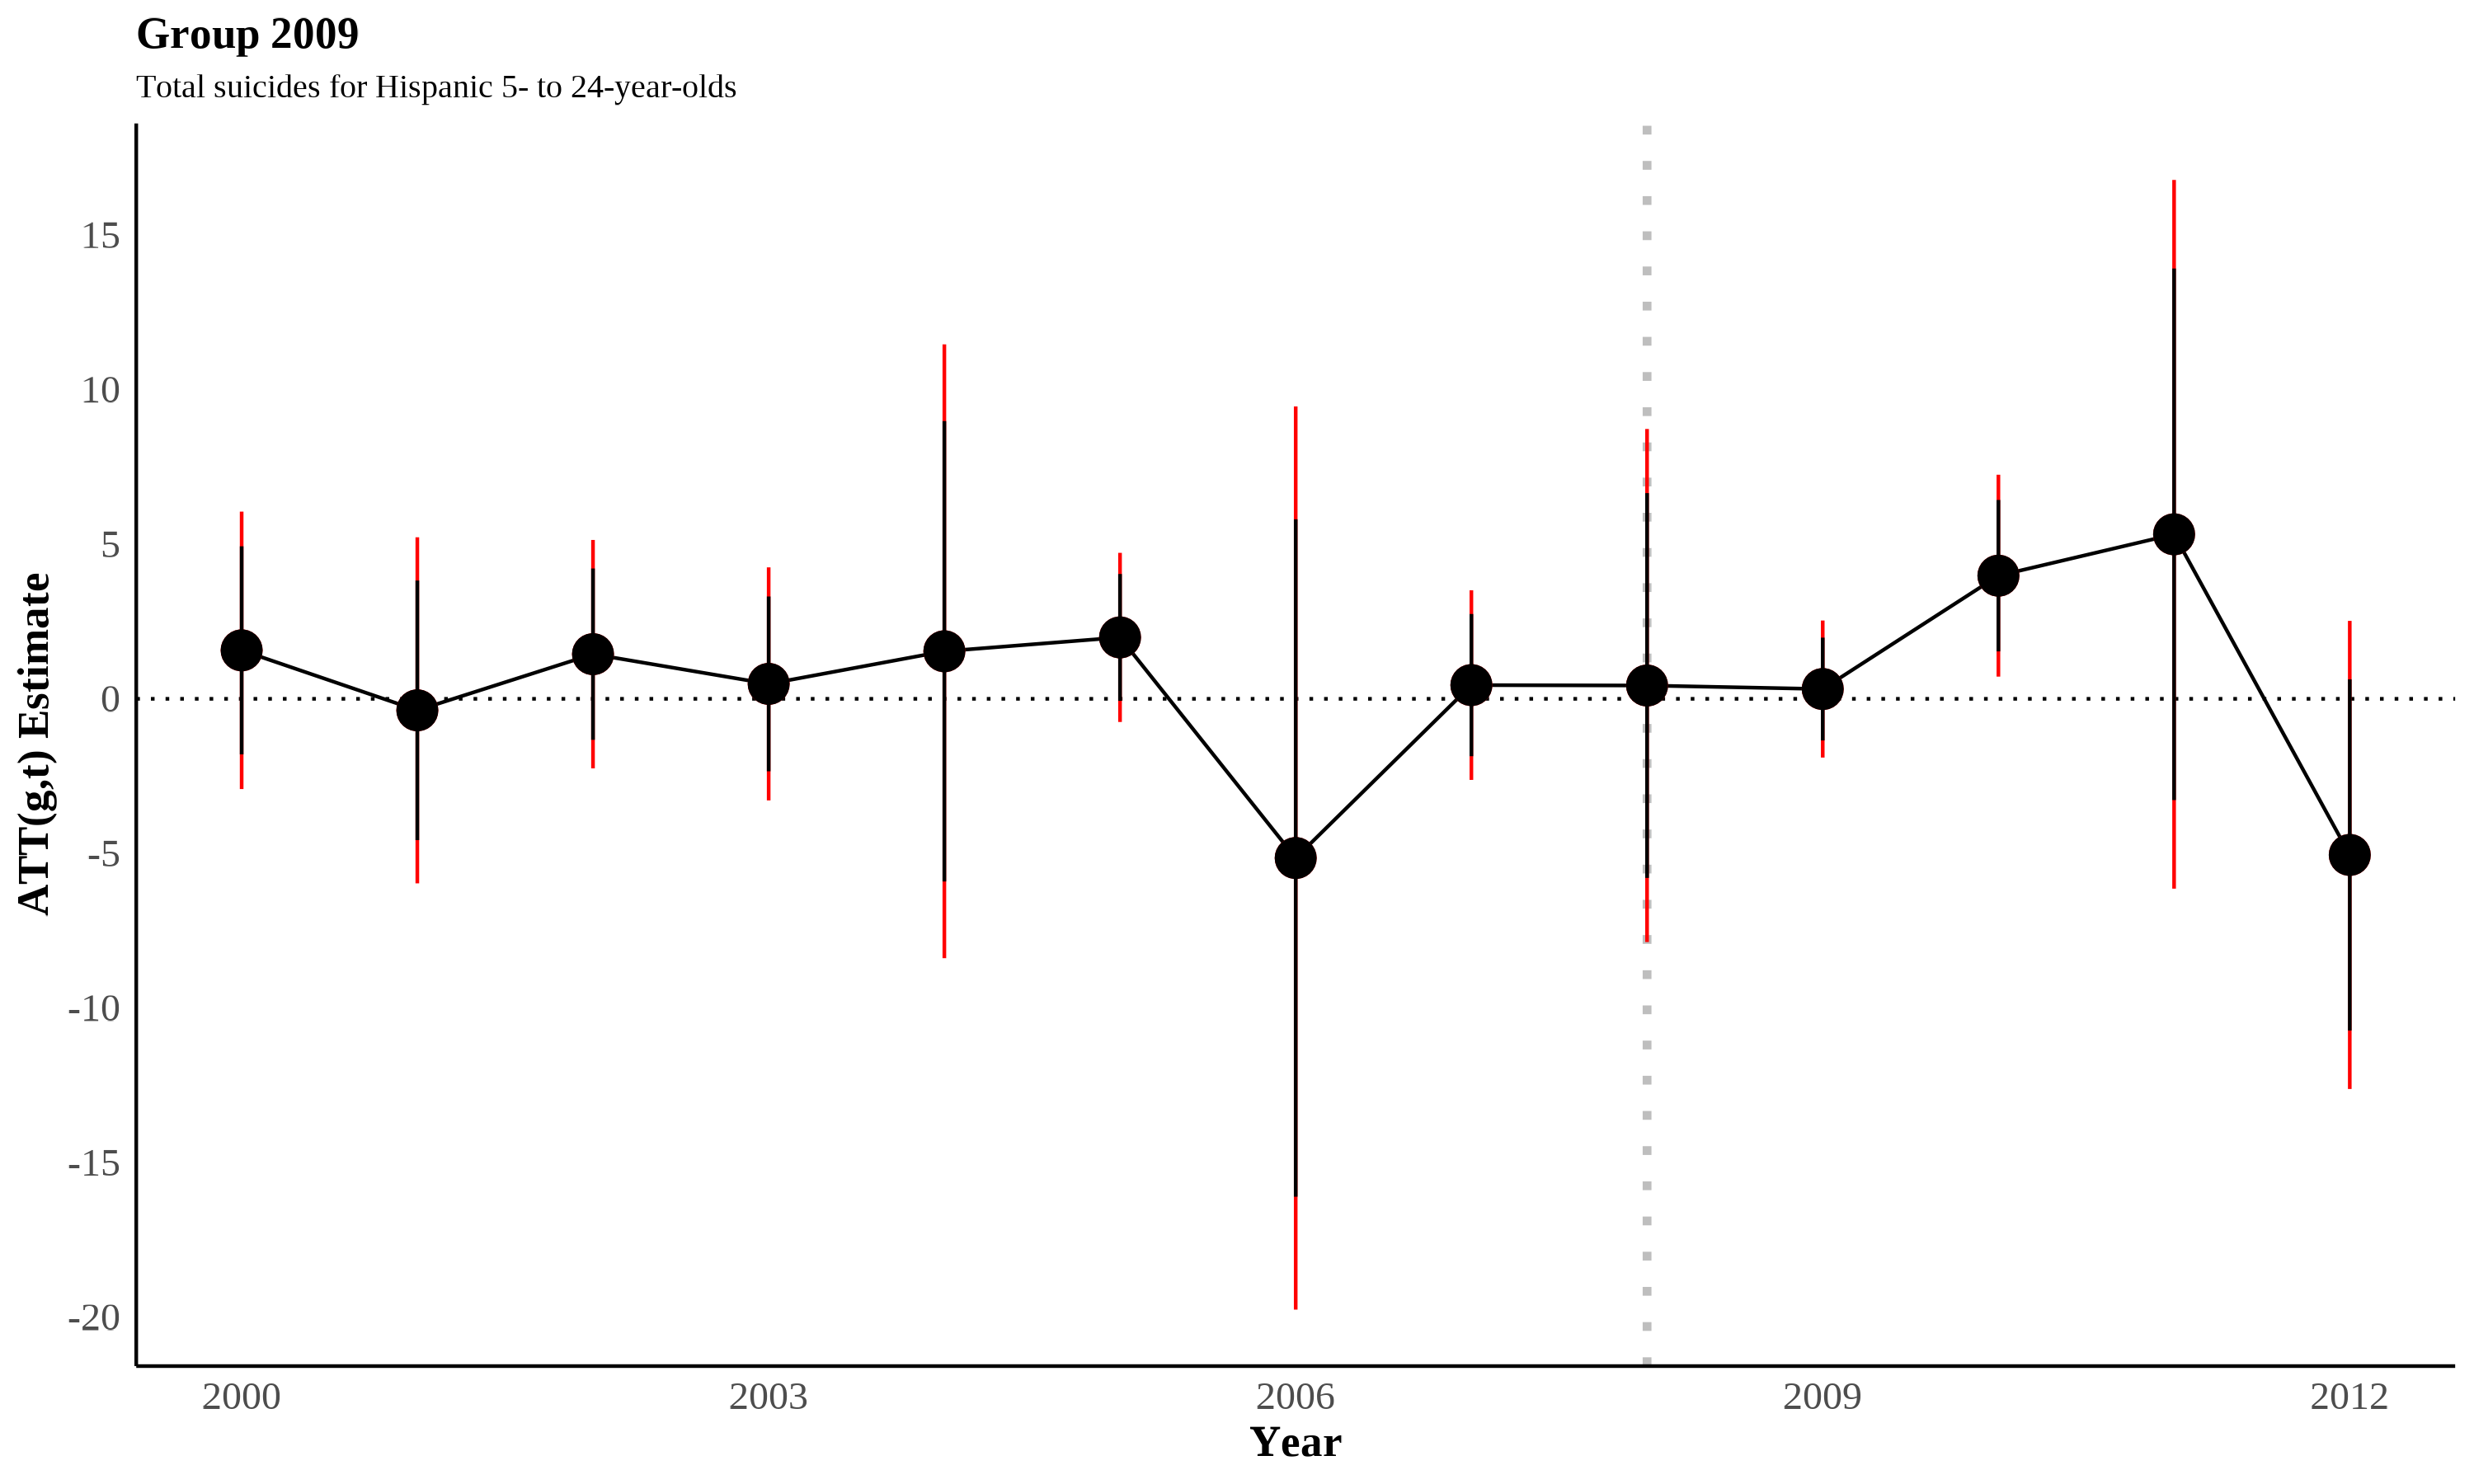 Group 2009
Total suicides for Hispanic 5- to 24-year-olds
ATT(g,t) Estimate
15
10
5
0
-5
-10
-15
-20
2000 2003 2006 2009 2012
Year